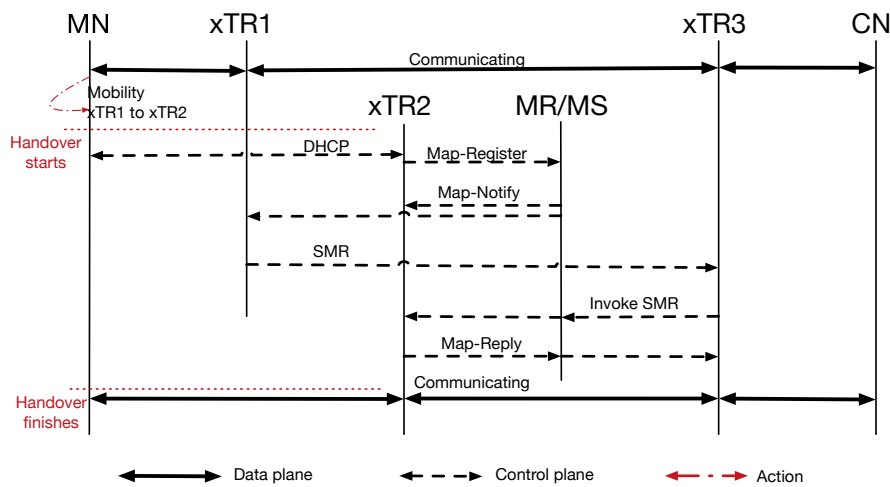 MN xTR1 xTR3 CN
Communicating
Mobility
xTR1 to xTR2
xTR2 MR/MS
Handover
starts
DHCP
Map-Register
Map-Notify
SMR
Invoke SMR
Map-Reply
Communicating
Handover
finishes
Data plane Control plane Action